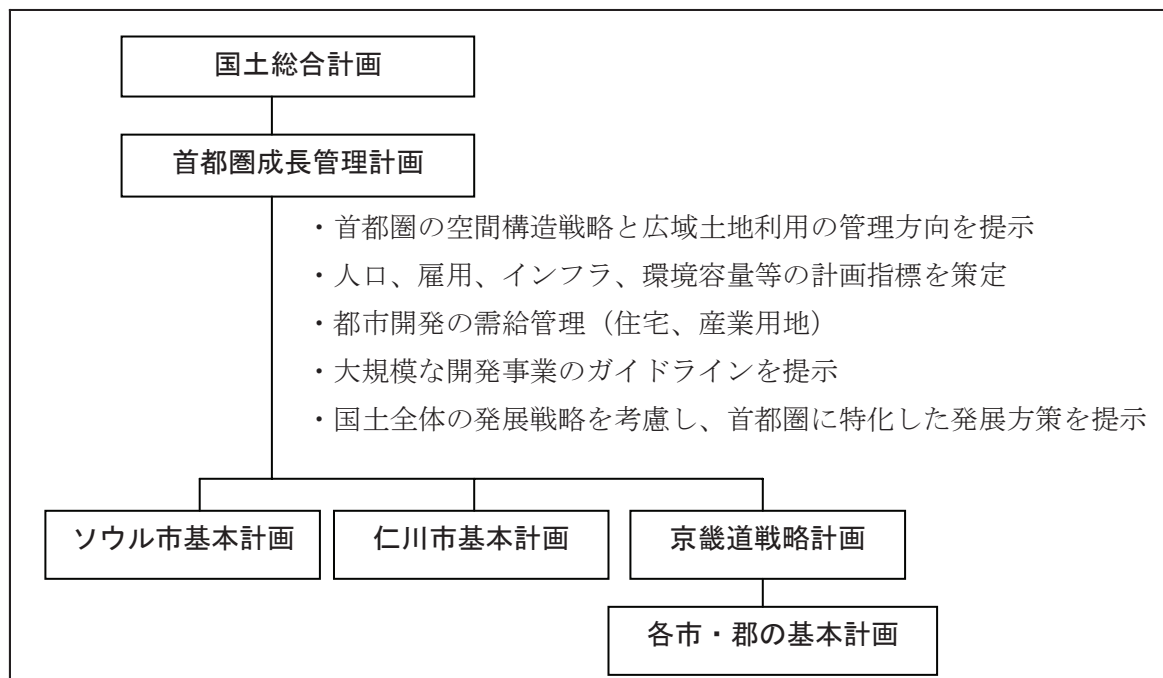 国土総合計画
首都圏成長管理計画
・首都圏の空間構造戦略と広域土地利用の管理方向を提示
・人口、雇用、インフラ、環境容量等の計画指標を策定
・都市開発の需給管理（住宅、産業用地）
・大規模な開発事業のガイドラインを提示
・国土全体の発展戦略を考慮し、首都圏に特化した発展方策を提示
ソウル市基本計画
仁川市基本計画
京畿道戦略計画
各市・郡の基本計画